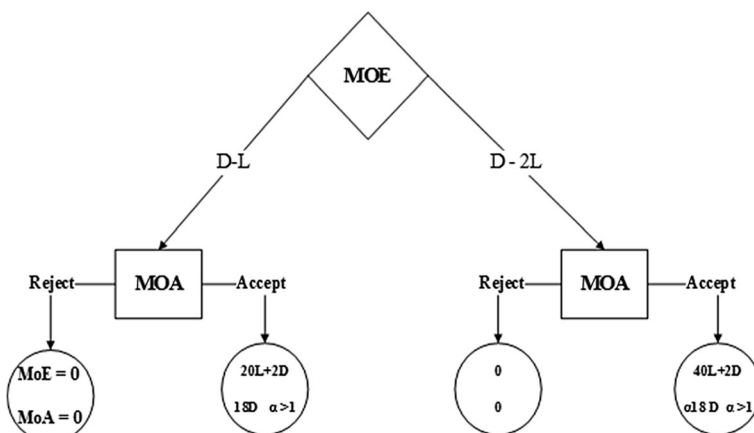 MOE
D-L
D - 2L
Reject
MOA
Accept
Reject
MOA
Accept
MoE = 0
MoA = 0
20L+2D
18D α >1
0
0
40L+2D
α18 D α >1